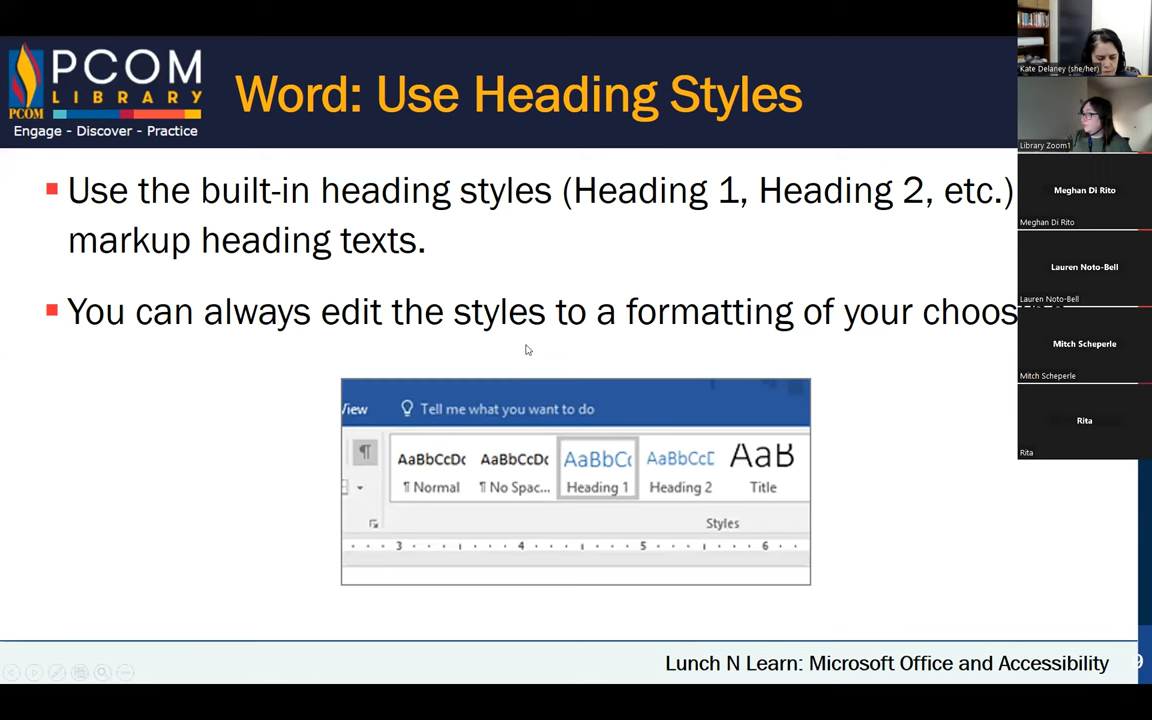 PCOM
LIBRARY
PCOM
Engage - Discover - Practice
Word: Use Heading Styles
Use the built-in heading styles (Heading 1, Heading 2, etc.)
markup heading texts.
You can always edit the styles to a formatting of your choos
View
Tell me what you want to do
AaBbCcDc AaBbCcDc AaBbC AaBbCcD AaB
¶ Normal ¶ No Spac... Heading 1 Heading 2 Title
Styles
3 4 5 6
Lunch N Learn: Microsoft Office and Accessibility
9
Kate Delaney (she/her)
Library Zoom1
Meghan Di Rito
Meghan Di Rito
Lauren Noto-Bell
Lauren Noto-Bell
Mitch Scheperle
Mitch Scheperle
Rita
Rita